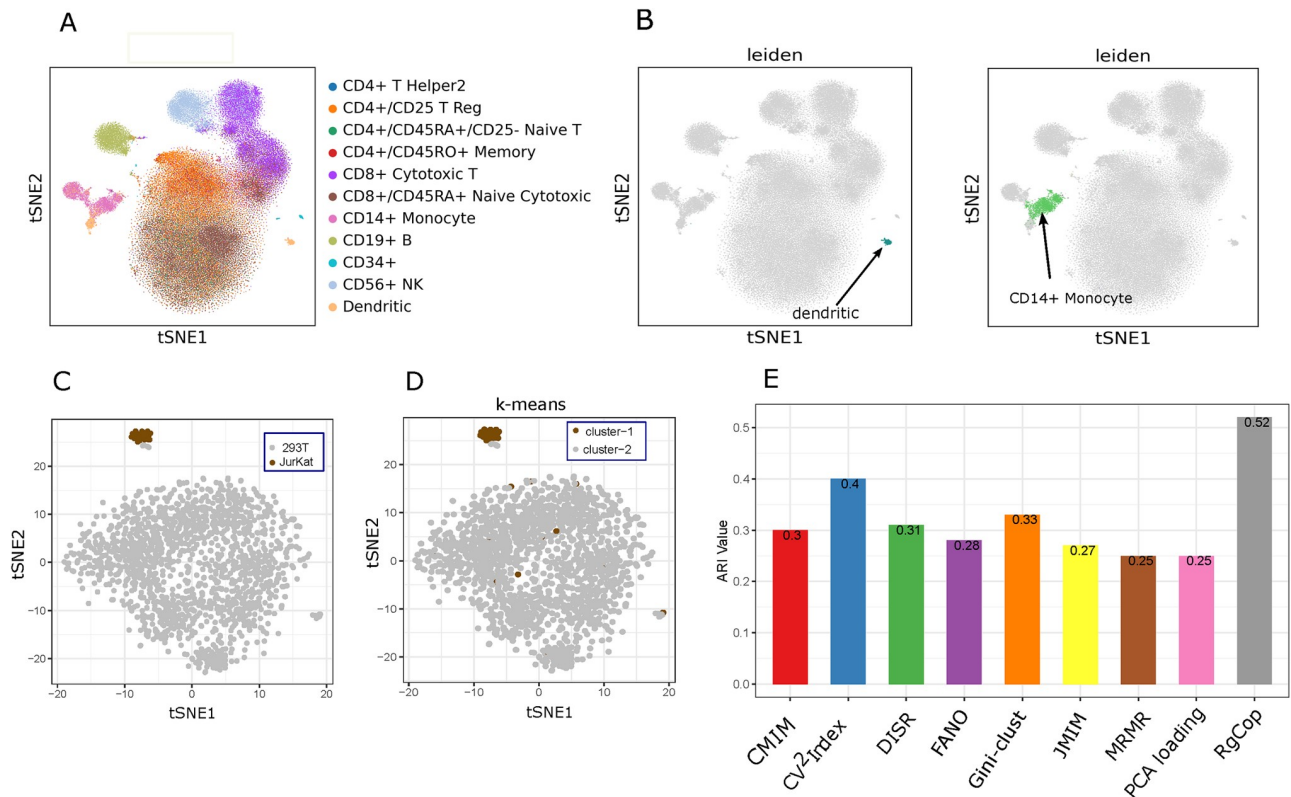 A
tSNE2
tSNE1
CD4+ T Helper2
CD4+/CD25 T Reg
CD4+/CD45RA+/CD25- Naive T
CD4+/CD45RO+ Memory
CD8+ Cytotoxic T
CD8+/CD45RA+ Naive Cytotoxic
CD14+ Monocyte
CD19+ B
CD34+
CD56+ NK
Dendritic
B
leiden
tSNE2
dendritic
tSNE1
leiden
tSNE2
CD14+ Monocyte
tSNE1
C
293T
JurKat
tSNE2
20
10
0
−10
−20
−20 −10 0 10 20
tSNE1
D
k-means
cluster−1
cluster−2
tSNE2
20
10
0
−10
−20
−20 −10 0 10 20
tSNE1
E
ARI Value
0.5
0.4
0.3
0.2
0.1
0.0
0.3
0.4
0.31
0.28
0.33
0.27
0.25
0.25
0.52
CMIM
CV²Index
DISR
FANO
Gini-clust
JMIM
MRMR
PCA loading
RgCop